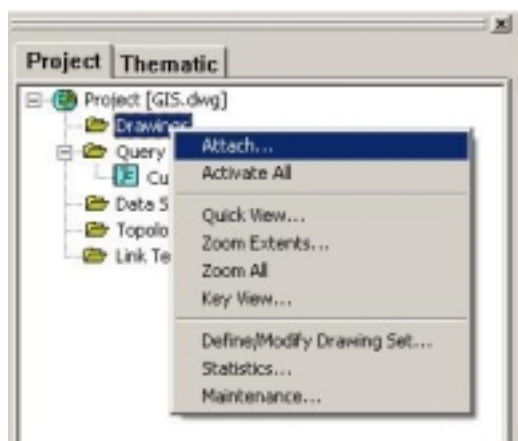 Project Thematic
Project [GIS.dwg]
Drawings
Query
Cu
Data S
Topolo
Link Te
Attach...
Activate All
Quick View...
Zoom Extents...
Zoom All
Key View...
Define/Modify Drawing Set...
Statistics...
Maintenance...